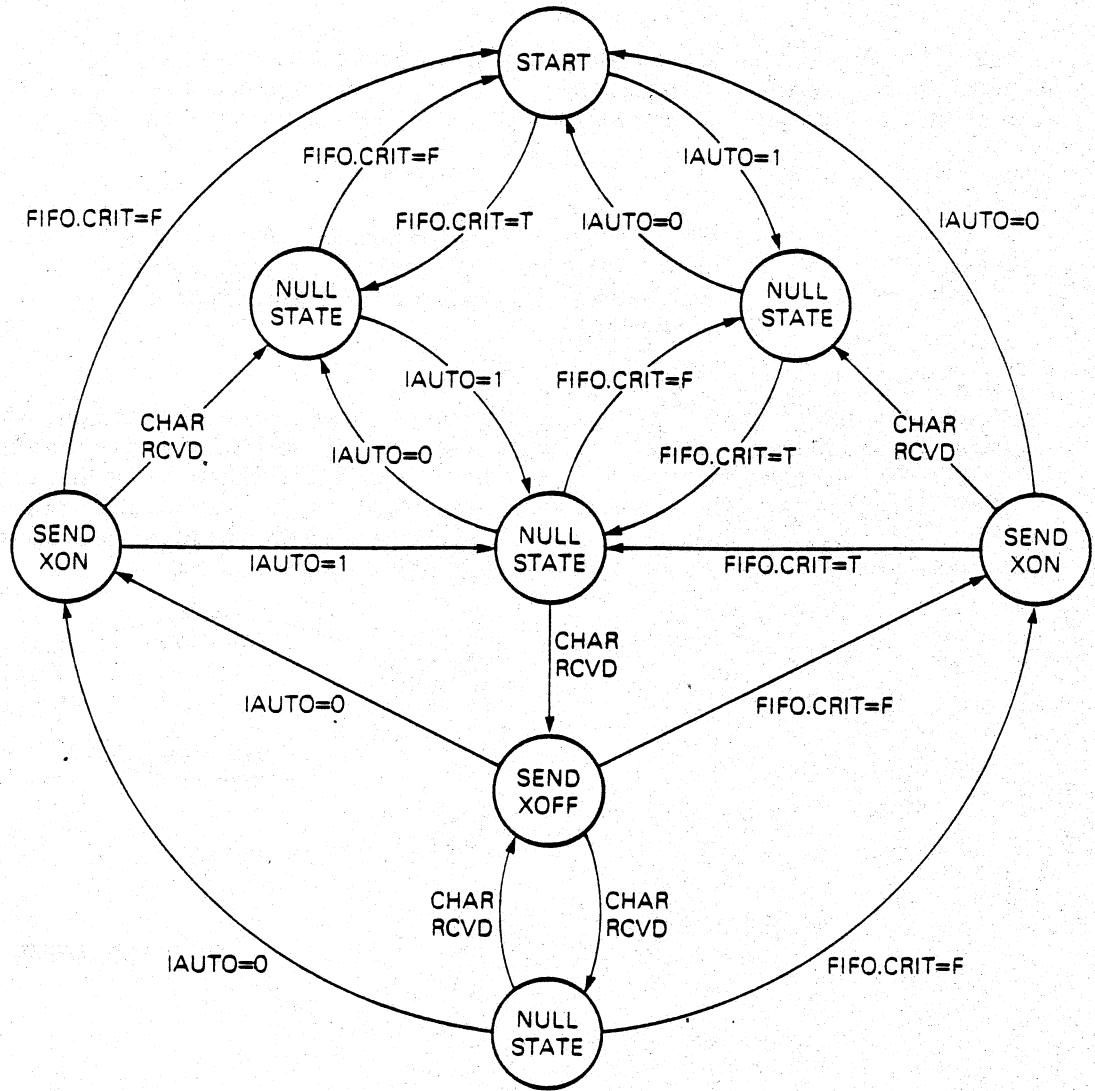 START
FIFO.CRIT=F
IAUTO=1
FIFO.CRIT=F
FIFO.CRIT=T
IAUTO=0
IAUTO=0
NULL
STATE
NULL
STATE
IAUTO=1
FIFO.CRIT=F
CHAR
RCVD
CHAR
RCVD
IAUTO=0
FIFO.CRIT=T
SEND
XON
NULL
STATE
SEND
XON
IAUTO=1
FIFO.CRIT=T
CHAR
RCVD
IAUTO=0
FIFO.CRIT=F
SEND
XOFF
CHAR
RCVD
CHAR
RCVD
IAUTO=0
FIFO.CRIT=F
NULL
STATE